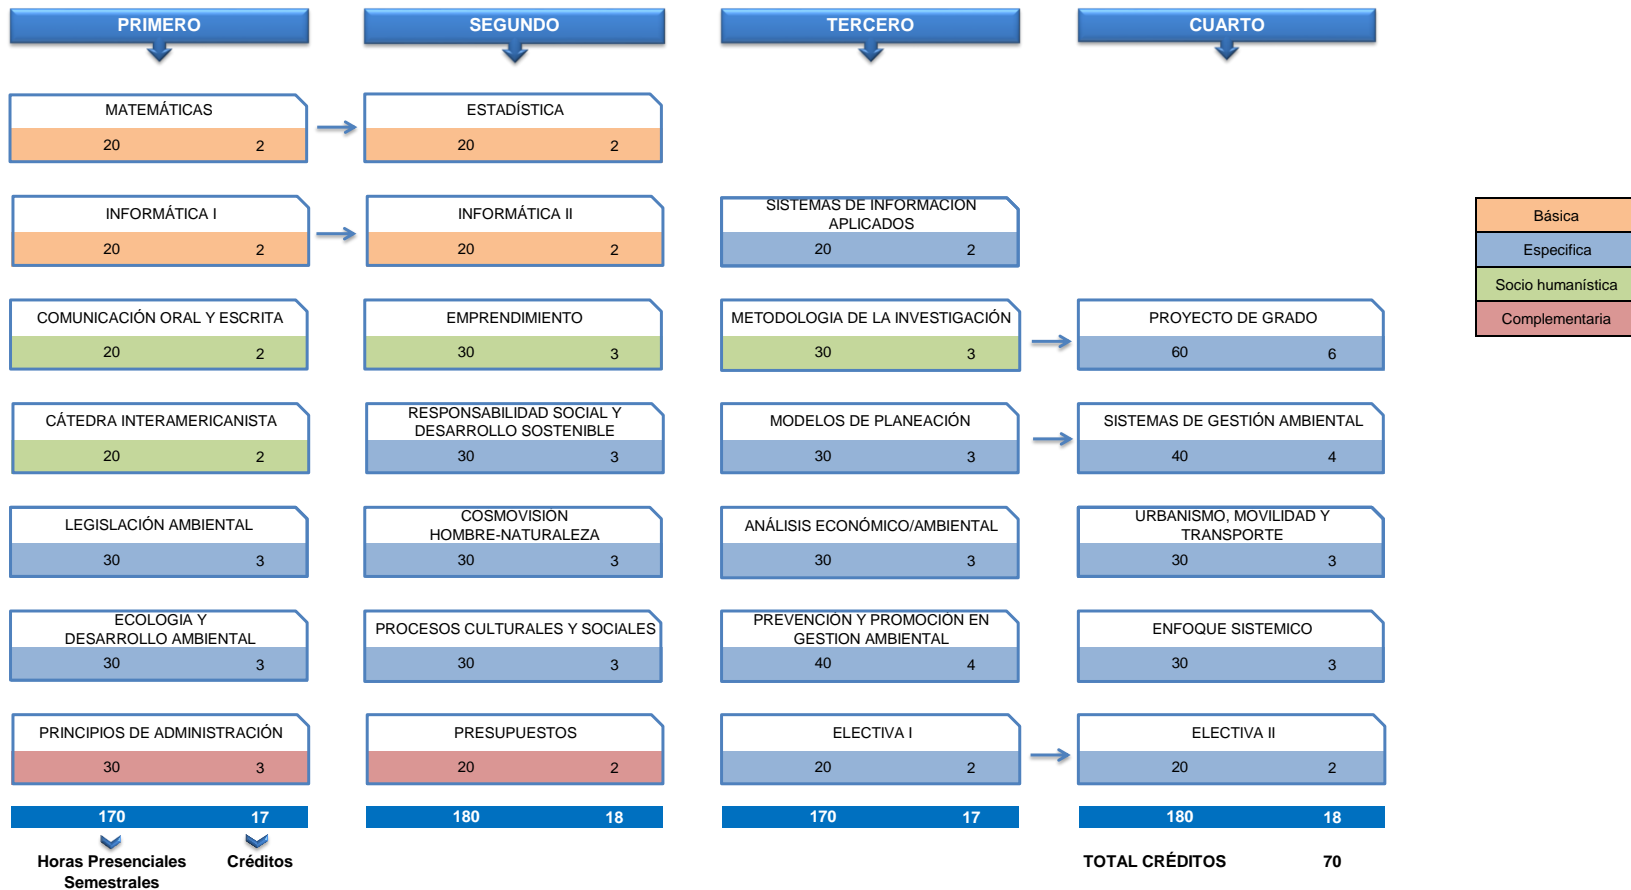 PRIMERO SEGUNDO TERCERO CUARTO
MATEMÁTICAS ESTADÍSTICA
20 2 20 2
INFORMÁTICA I INFORMÁTICA II SISTEMAS DE INFORMACION
APLICADOS
20 2 20 2 20 2
Básica
Especifica
Socio humanística
Complementaria
COMUNICACIÓN ORAL Y ESCRITA EMPRENDIMIENTO METODOLOGIA DE LA INVESTIGACIÓN PROYECTO DE GRADO
20 2 30 3 30 3 60 6
CÁTEDRA INTERAMERICANISTA RESPONSABILIDAD SOCIAL Y MODELOS DE PLANEACIÓN SISTEMAS DE GESTIÓN AMBIENTAL
DESARROLLO SOSTENIBLE
20 2 30 3 30 3 40 4
LEGISLACIÓN AMBIENTAL COSMOVISIÓN ANÁLISIS ECONÓMICO/AMBIENTAL URBANISMO, MOVILIDAD Y
HOMBRE-NATURALEZA TRANSPORTE
30 3 30 3 30 3 30 3
ECOLOGIA Y PROCESOS CULTURALES Y SOCIALES PREVENCIÓN Y PROMOCIÓN EN ENFOQUE SISTEMICO
DESARROLLO AMBIENTAL GESTION AMBIENTAL
30 3 30 3 40 4 30 3
PRINCIPIOS DE ADMINISTRACIÓN PRESUPUESTOS ELECTIVA I ELECTIVA II
30 3 20 2 20 2 20 2
170 17 180 18 170 17 180 18
Horas Presenciales Créditos TOTAL CRÉDITOS 70
Semestrales